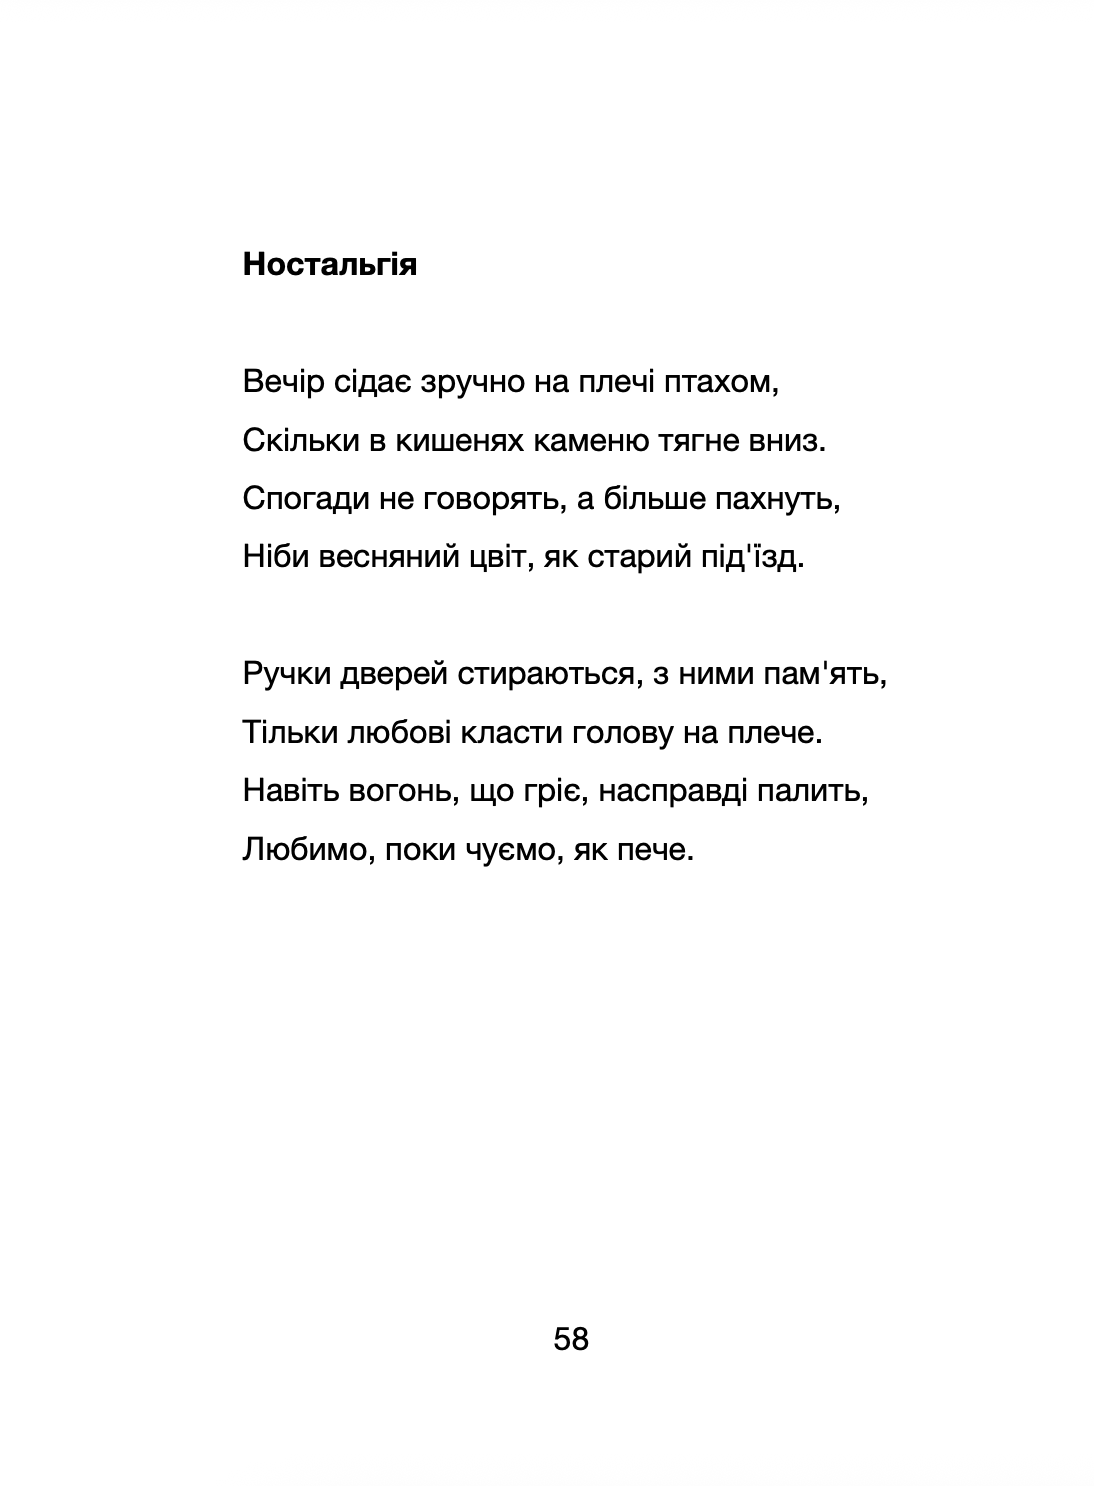 Ностальгія
Вечір сідає зручно на плечі птахом,
Скільки в кишенях каменю тягне вниз.
Спогади не говорять, а більше пахнуть,
Ніби весняний цвіт, як старий під'їзд.
Ручки дверей стираються, з ними пам'ять,
Тільки любові класти голову на плече.
Навіть вогонь, що гріє, насправді палить,
Любимо, поки чуємо, як пече.
58